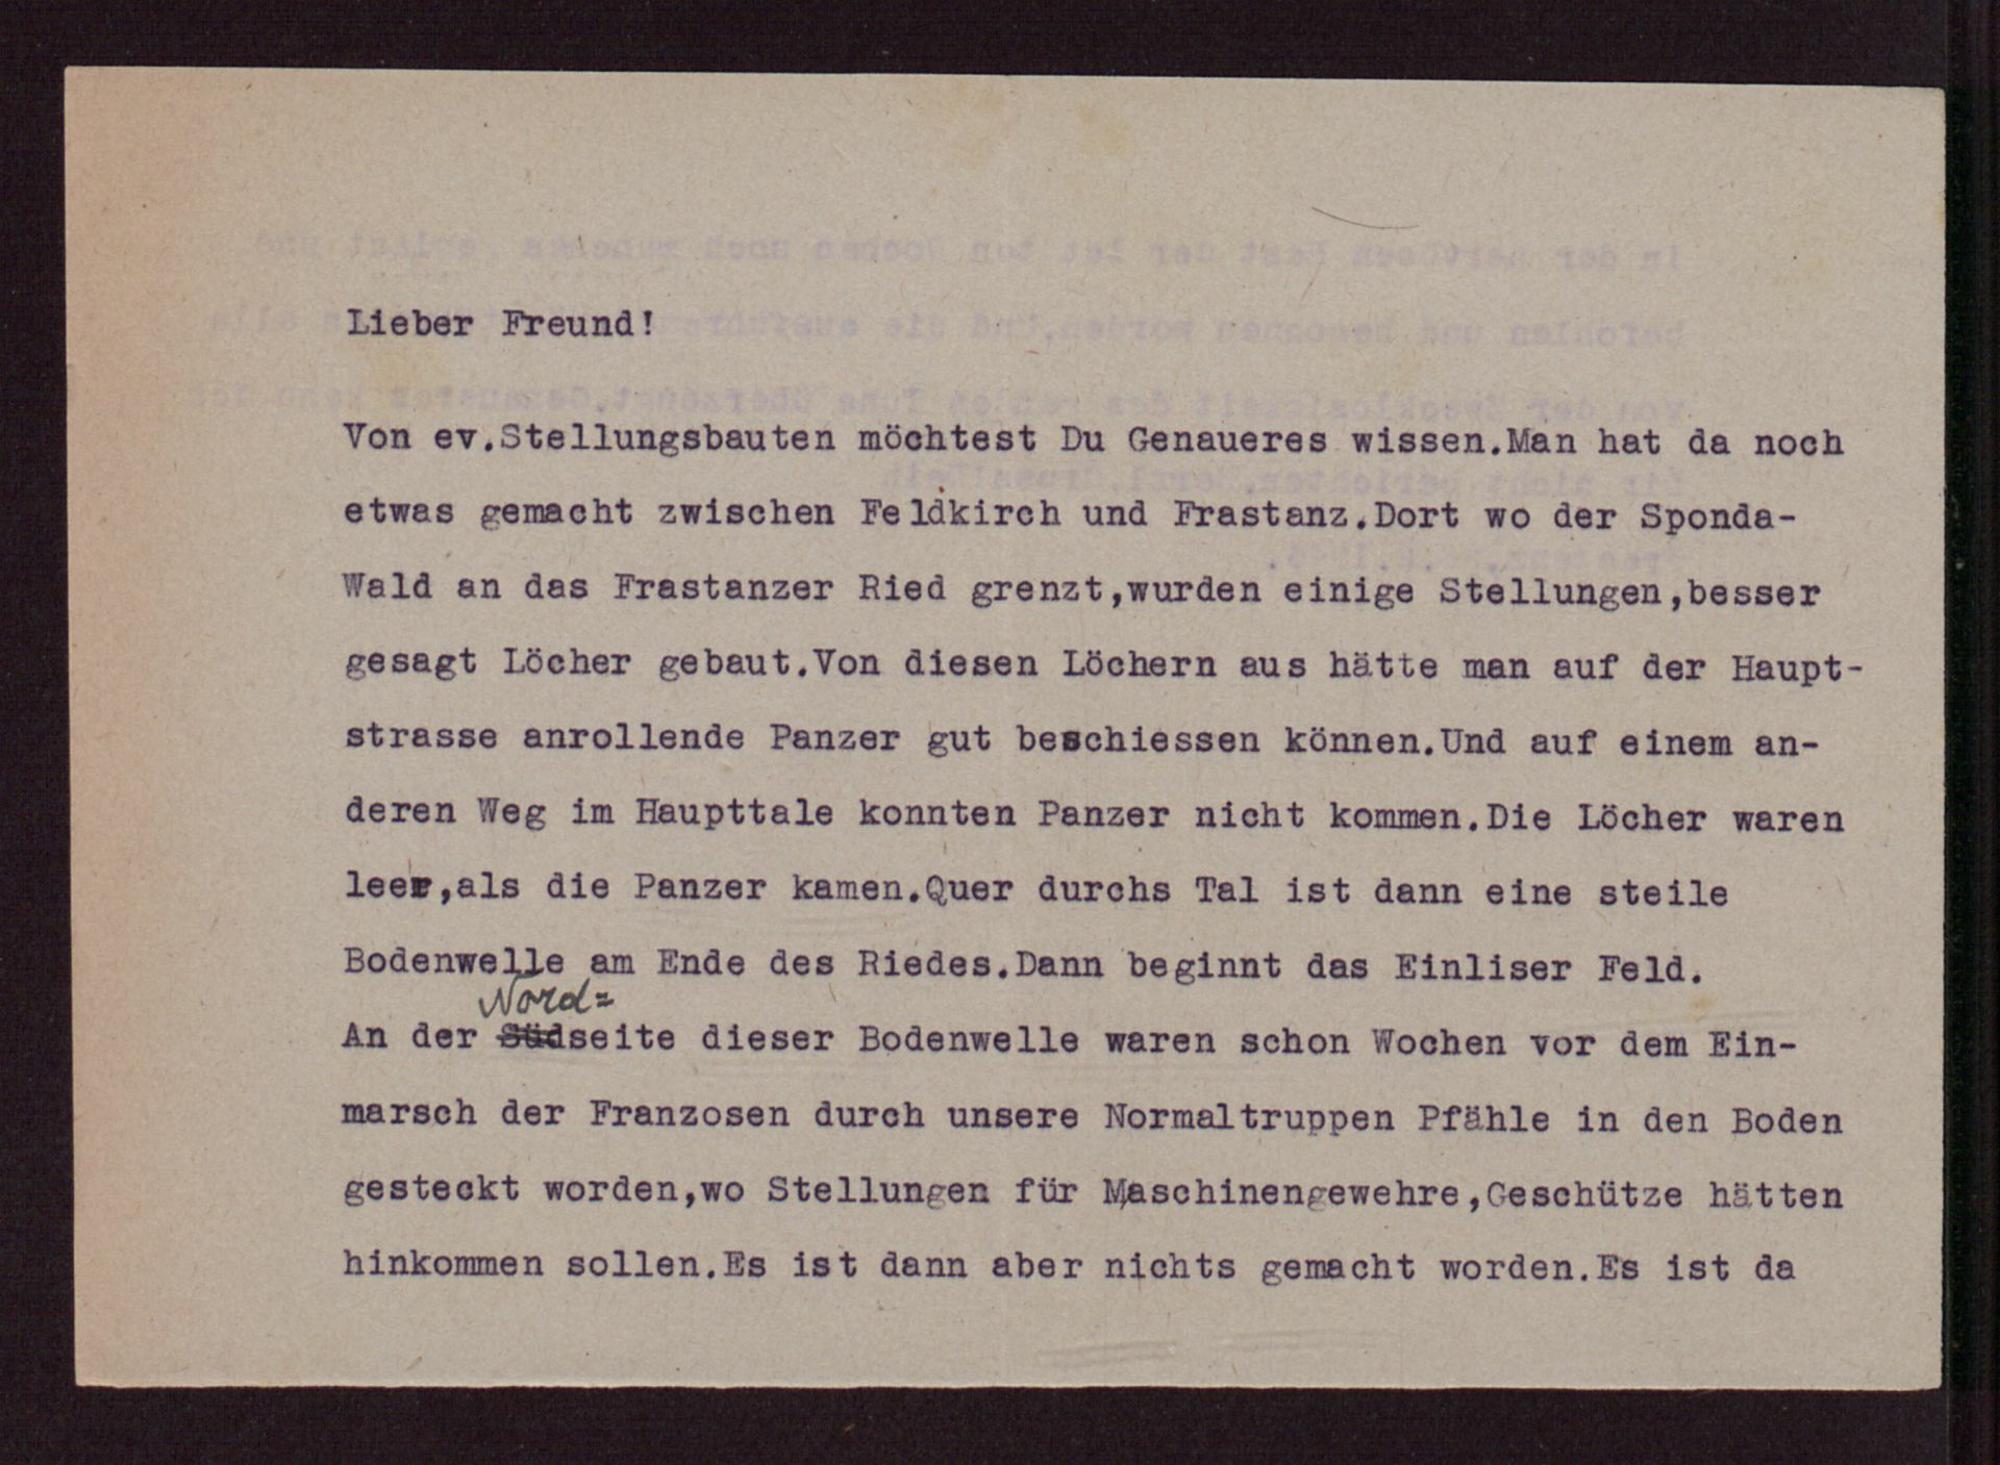 Lieber Freund!
Von ev.Stellungsbauten möchtest Du Genaueres wissen.Man hat da noch
etwas gemacht zwischen Feldkirch und Frastanz.Dort wo der Sponda-
Wald an das Frastanzer Ried grenzt,wurden einige Stellungen,besser
gesagt Löcher gebaut.Von diesen Löchern aus hätte man auf der Haupt-
strasse anrollende Panzer gut beschiessen können.Und auf einem an-
deren Weg im Haupttale konnten Panzer nicht kommen.Die Löcher waren
leer,als die Panzer kamen.Quer durchs Tal ist dann eine steile
Bodenwelle am Ende des Riedes.Dann beginnt das Einliser Feld.
Nord=
An der Südseite dieser Bodenwelle waren schon Wochen vor dem Ein-
marsch der Franzosen durch unsere Normaltruppen Pfähle in den Boden
gesteckt worden,wo Stellungen für Maschinengewehre,Geschütze hätten
hinkommen sollen.Es ist dann aber nichts gemacht worden.Es ist da